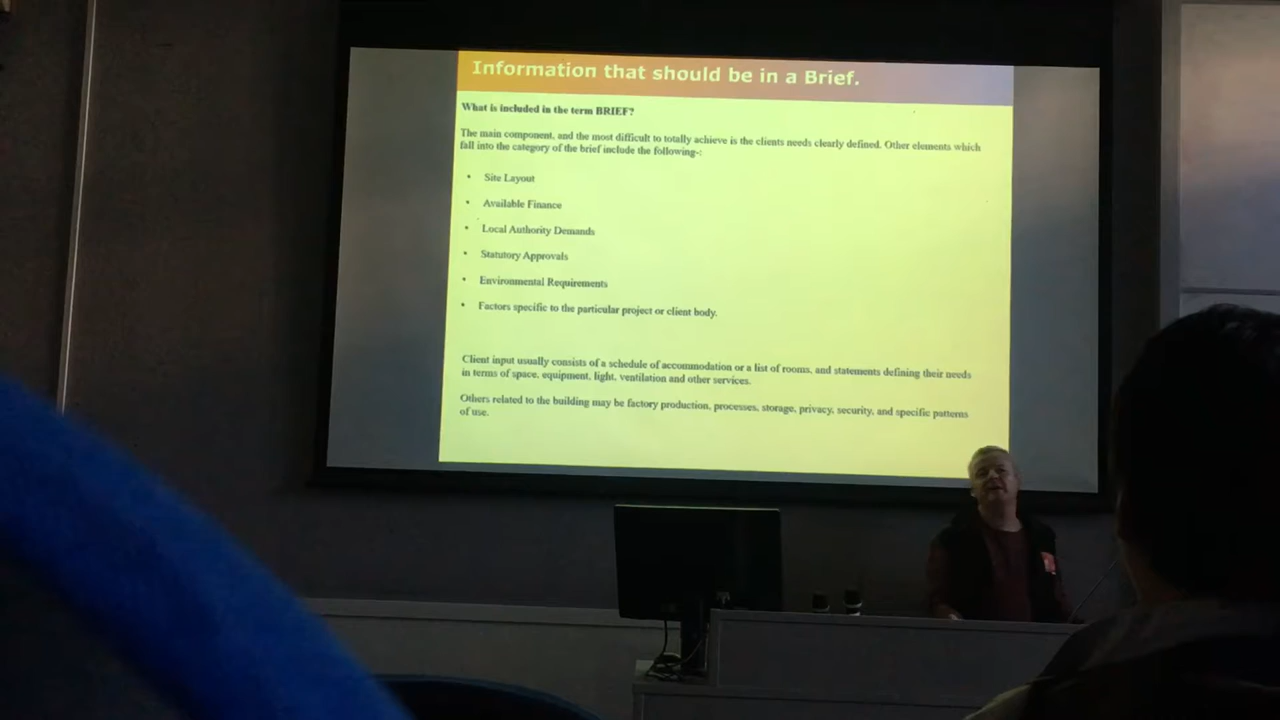 Information that should be in a Brief.
What is included in the term BRIEF?
The main component, and the most difficult to totally achieve is the clients needs clearly defined. Other elements which
fall into the category of the brief include the following-:
• Site Layout
• Available Finance
• Local Authority Demands
• Statutory Approvals
• Environmental Requirements
• Factors specific to the particular project or client body.
Client input usually consists of a schedule of accommodation or a list of rooms, and statements defining their needs
in terms of space, equipment, light, ventilation and other services.
Others related to the building may be factory production, processes, storage, privacy, security, and specific patterns
of use.